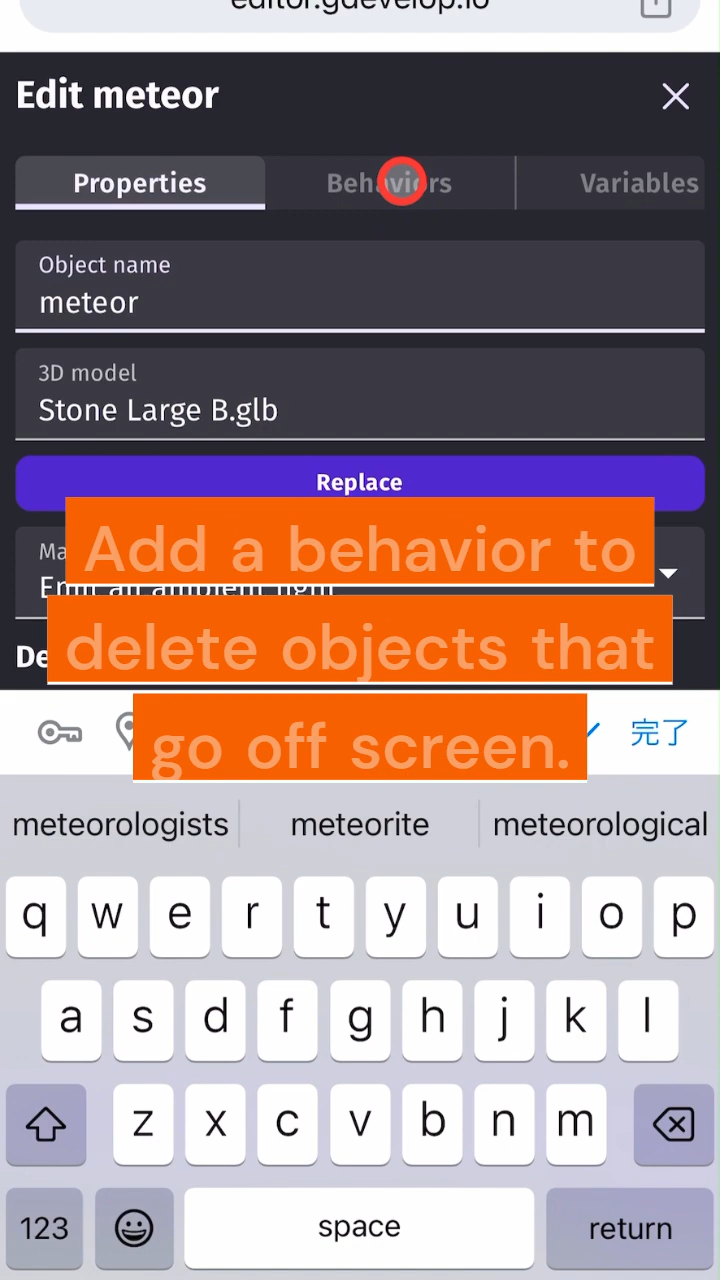 editor.gdevelop.io
Edit meteor
Properties
Behaviors
Variables
Object name
meteor
3D model
Stone Large B.glb
Replace
Add a behavior to
delete objects that
go off screen.
完了
meteorologists
meteorite
meteorological
q w e r t y u i o p
a s d f g h j k l
z x c v b n m
123
space
return